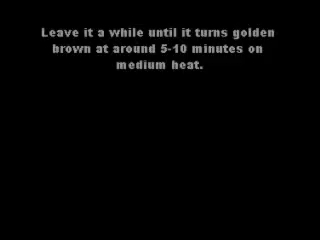 Leave it a while until it turns golden
brown at around 5-10 minutes on
medium heat.